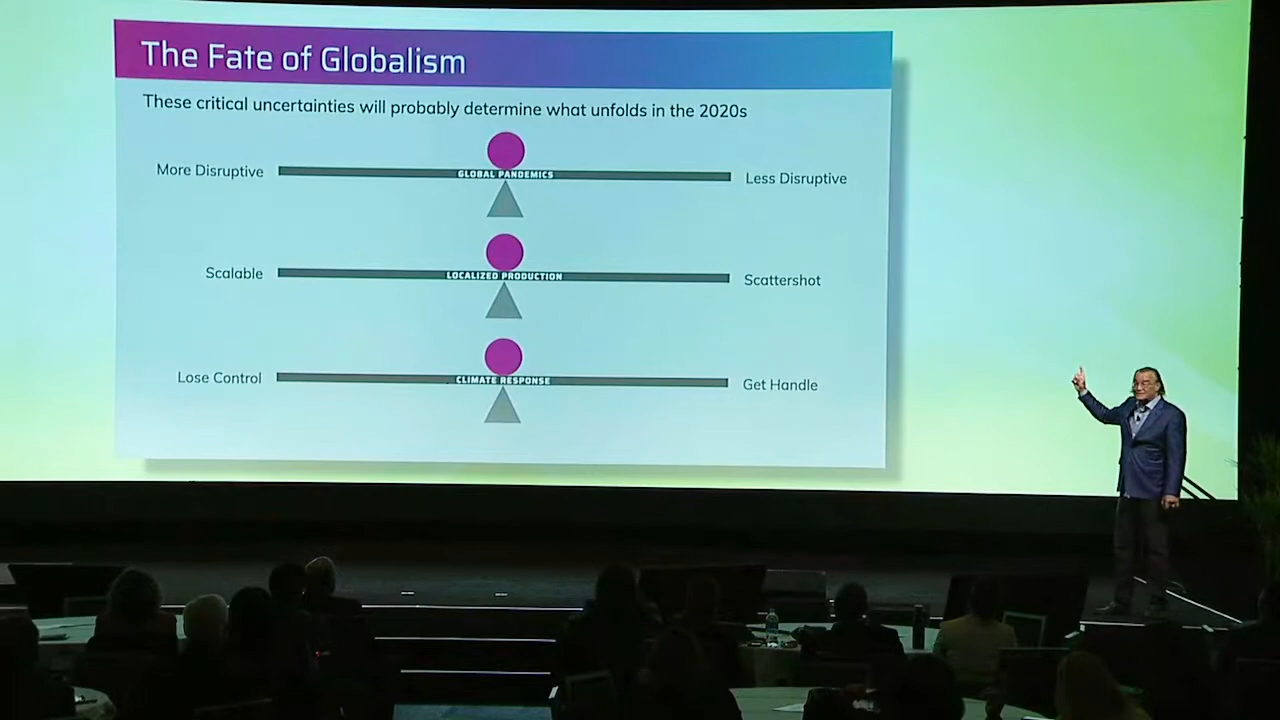 The Fate of Globalism
These critical uncertainties will probably determine what unfolds in the 2020s
More Disruptive
GLOBAL PANDEMICS
Less Disruptive
Scalable
LOCALIZED PRODUCTION
Scattershot
Lose Control
CLIMATE RESPONSE
Get Handle